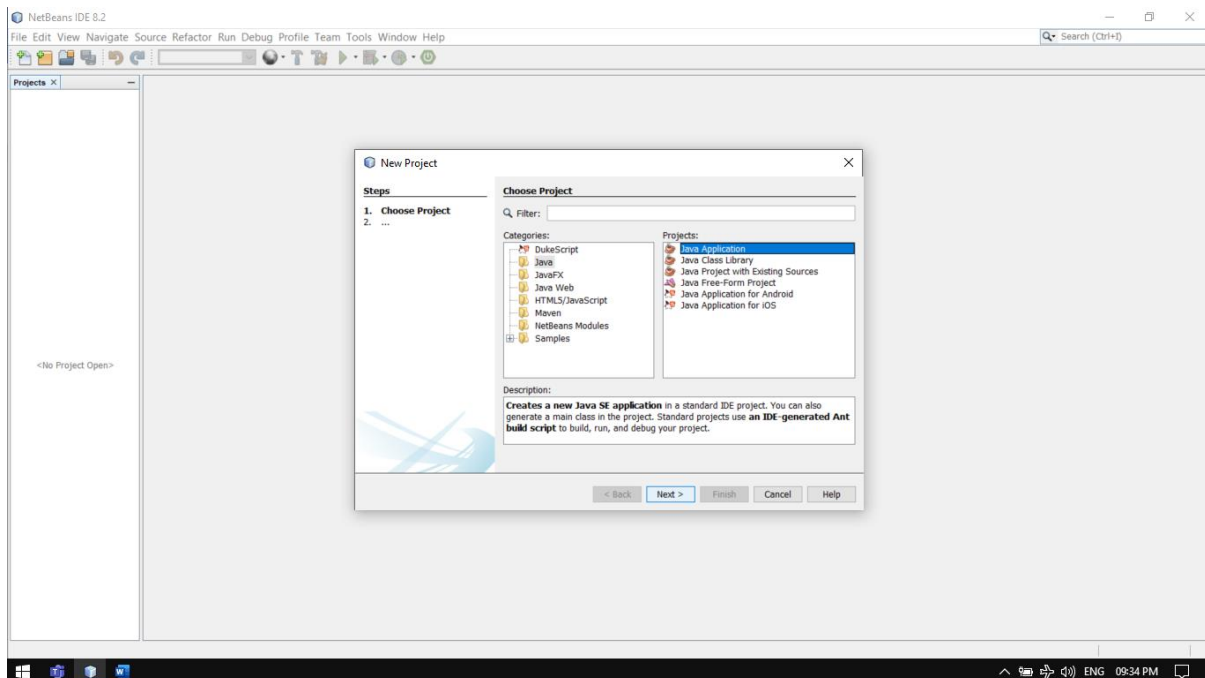 NetBeans IDE 8.2
File Edit View Navigate Source Refactor Run Debug Profile Team Tools Window Help
Search (Ctrl+I)
Projects
<No Project Open>
New Project
Steps
1. Choose Project
2. ...
Choose Project
Filter:
Categories:
DukeScript
Java
JavaFX
Java Web
HTML5/JavaScript
Maven
NetBeans Modules
Samples
Projects:
Java Application
Java Class Library
Java Project with Existing Sources
Java Free-Form Project
Java Application for Android
Java Application for iOS
Description:
Creates a new Java SE application in a standard IDE project. You can also
generate a main class in the project. Standard projects use an IDE-generated Ant
build script to build, run, and debug your project.
< Back Next > Finish Cancel Help
ENG 09:34 PM